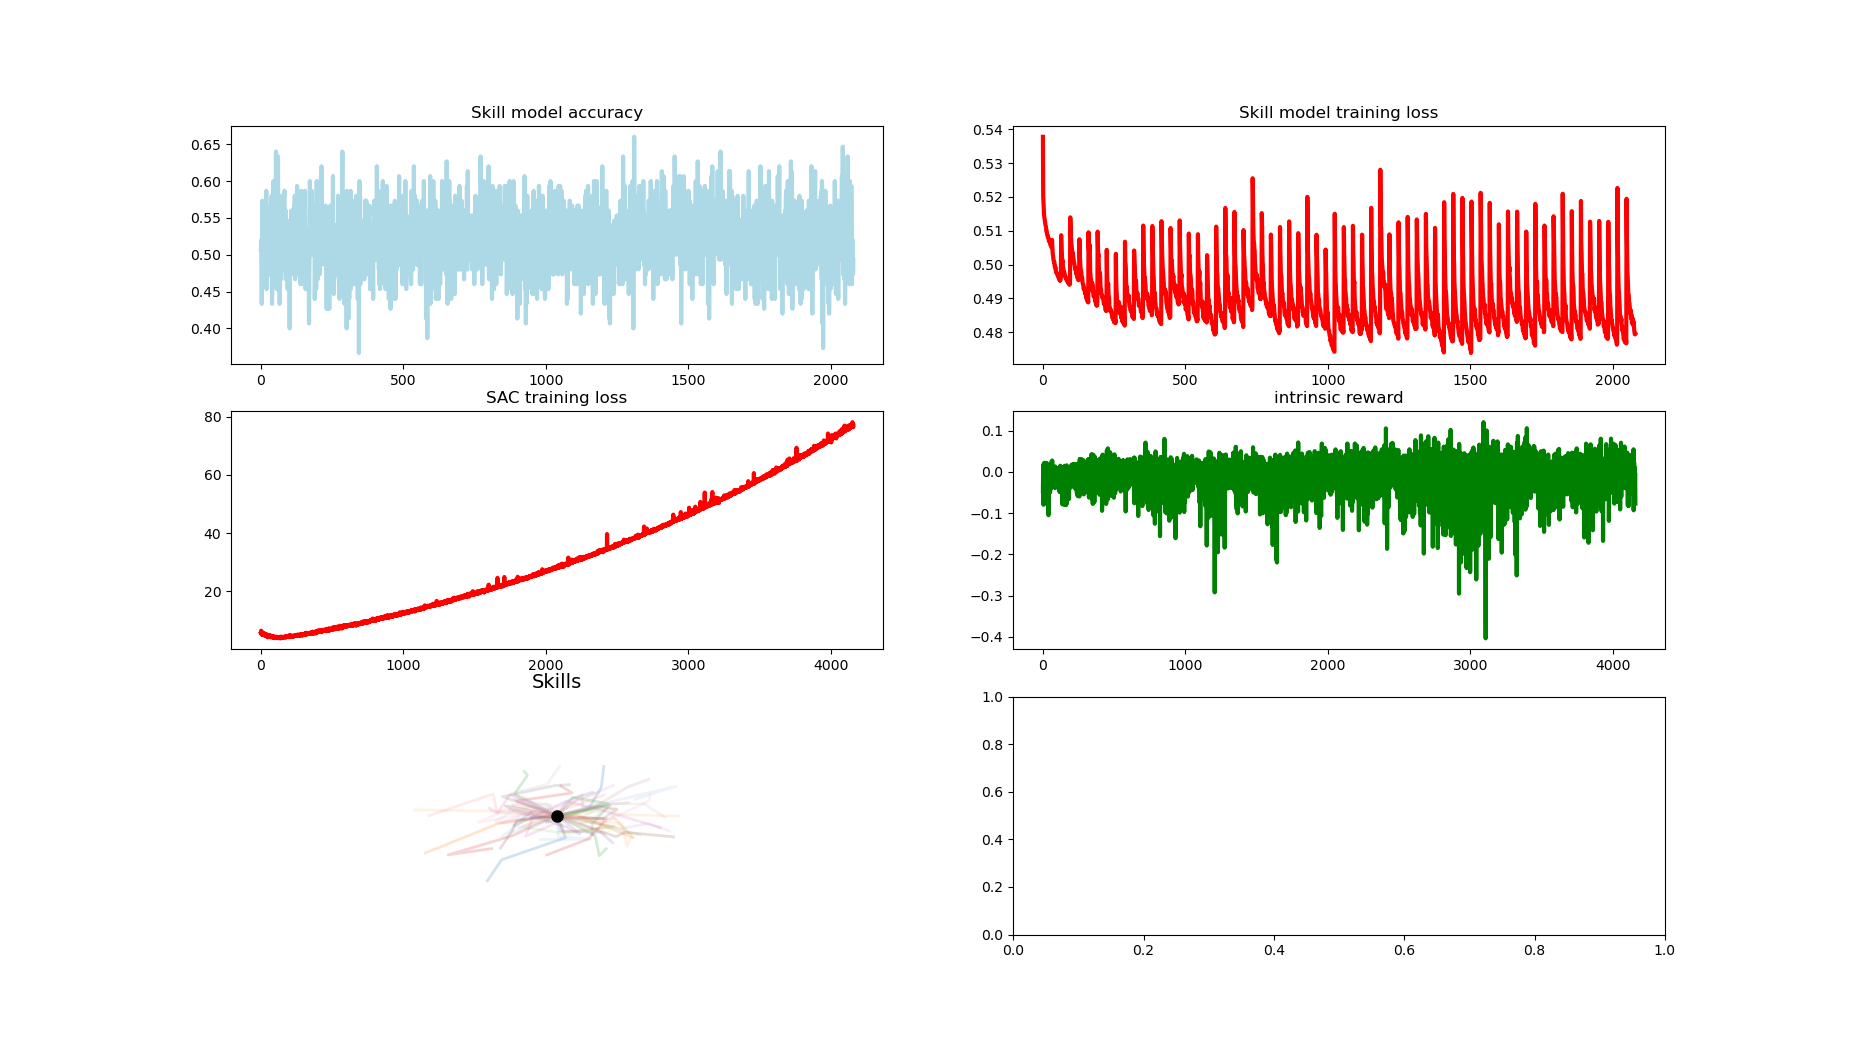 Skill model accuracy
0.65
0.60
0.55
0.50
0.45
0.40
0 500 1000 1500 2000
Skill model training loss
0.54
0.53
0.52
0.51
0.50
0.49
0.48
0 500 1000 1500 2000
SAC training loss
80
60
40
20
0 1000 2000 3000 4000
intrinsic reward
0.1
0.0
−0.1
−0.2
−0.3
−0.4
0 1000 2000 3000 4000
Skills
1.0
0.8
0.6
0.4
0.2
0.0
0.0 0.2 0.4 0.6 0.8 1.0